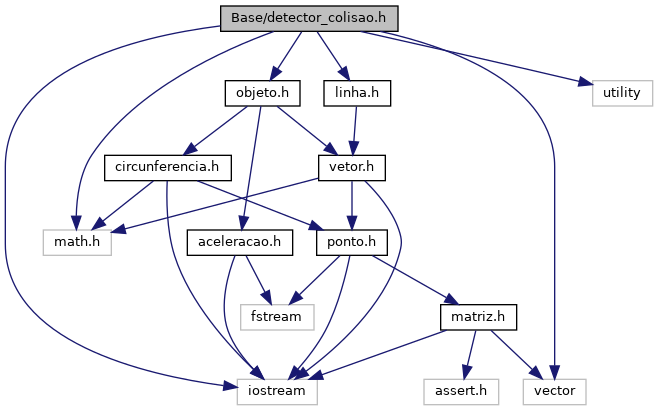 Base/detector_colisao.h
objeto.h
linha.h
utility
circunferencia.h
vetor.h
math.h
aceleracao.h
ponto.h
fstream
matriz.h
iostream
assert.h
vector